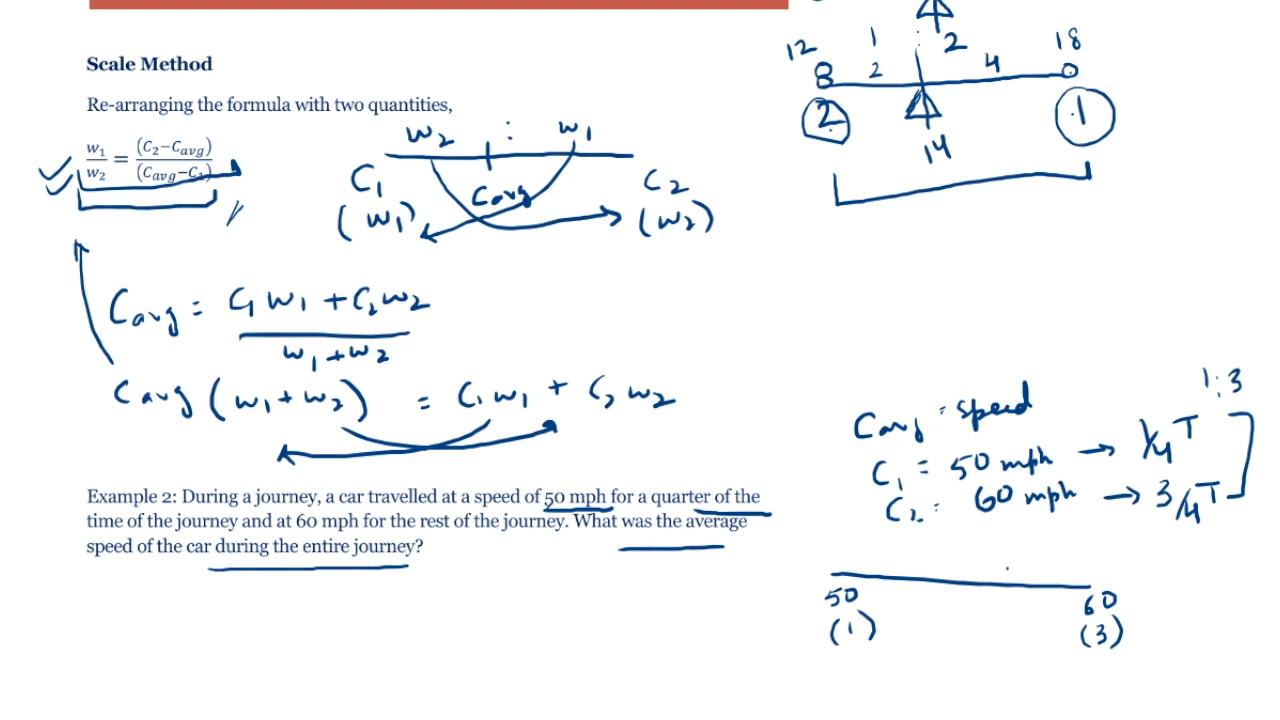 Scale Method
Re-arranging the formula with two quantities,
w₁/w₂ = (C₂−Cavg)/(Cavg−C₁)
w₂ : w₁
C₁ Cavg C₂
(w₁) (w₂)
12 1 2 18
8 2 4 0
2 1
14
Cavg = C₁w₁ + C₂w₂
w₁ + w₂
Cavg (w₁ + w₂) = C₁w₁ + C₂w₂
1:3
Cavg = speed
C₁ = 50 mph → 1/4 T
C₂ = 60 mph → 3/4 T
Example 2: During a journey, a car travelled at a speed of 50 mph for a quarter of the
time of the journey and at 60 mph for the rest of the journey. What was the average
speed of the car during the entire journey?
50 60
(1) (3)